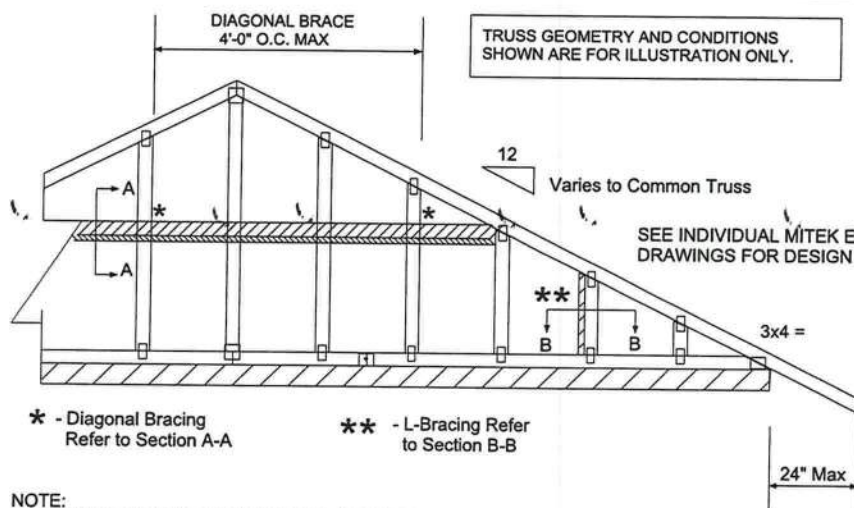 DIAGONAL BRACE
4'-0" O.C. MAX
TRUSS GEOMETRY AND CONDITIONS
SHOWN ARE FOR ILLUSTRATION ONLY.
12
Varies to Common Truss
A
*
*
A
SEE INDIVIDUAL MITEK E
DRAWINGS FOR DESIGN
**
3x4 =
B
B
* - Diagonal Bracing
Refer to Section A-A
** - L-Bracing Refer
to Section B-B
24" Max
NOTE: